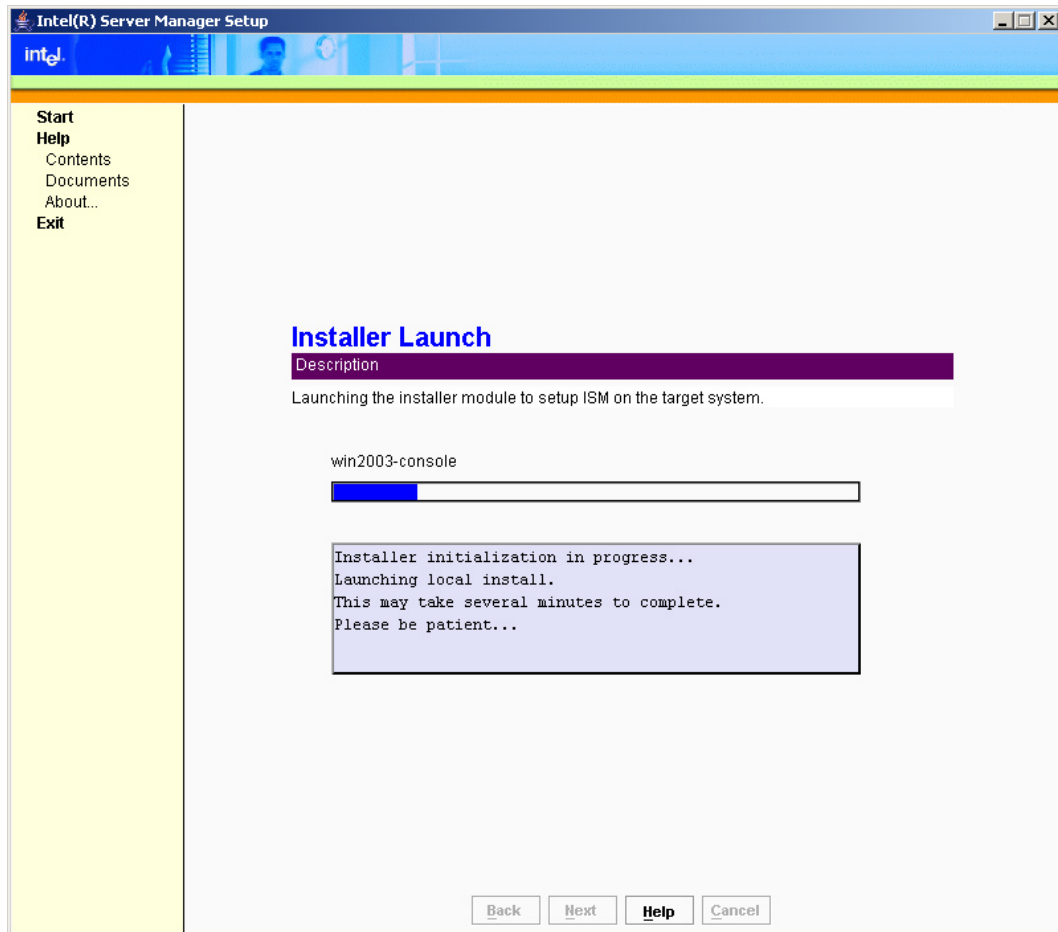 Intel(R) Server Manager Setup
intel.
Start
Help
Contents
Documents
About...
Exit
Installer Launch
Description
Launching the installer module to setup ISM on the target system.
win2003-console
Installer initialization in progress...
Launching local install.
This may take several minutes to complete.
Please be patient...
Back Next Help Cancel